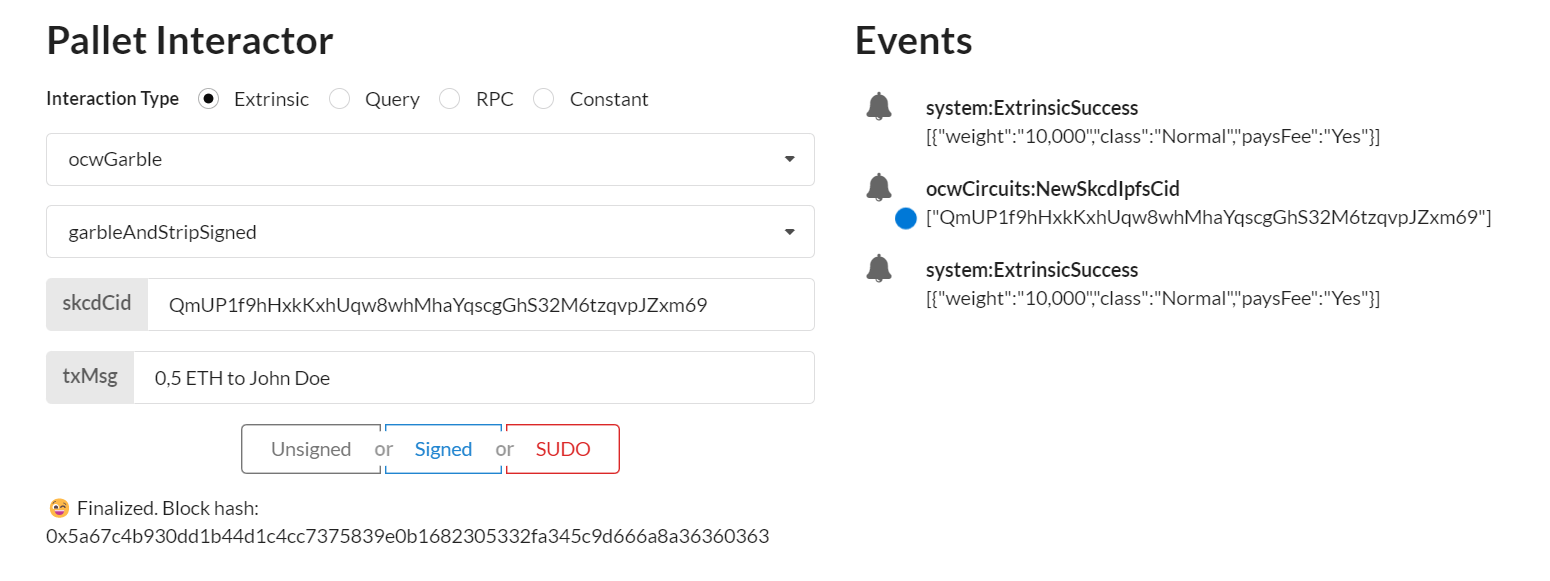 Pallet Interactor
Interaction Type Extrinsic Query RPC Constant
ocwGarble
garbleAndStripSigned
skcdCid QmUP1f9hHxkKxhUqw8whMhaYqscgGhS32M6tzqvpJZxm69
txMsg 0,5 ETH to John Doe
Unsigned or Signed or SUDO
😉 Finalized. Block hash:
0x5a67c4b930dd1b44d1c4cc7375839e0b1682305332fa345c9d666a8a36360363
Events
system:ExtrinsicSuccess
[{"weight":"10,000","class":"Normal","paysFee":"Yes"}]
ocwCircuits:NewSkcdIpfsCid
["QmUP1f9hHxkKxhUqw8whMhaYqscgGhS32M6tzqvpJZxm69"]
system:ExtrinsicSuccess
[{"weight":"10,000","class":"Normal","paysFee":"Yes"}]